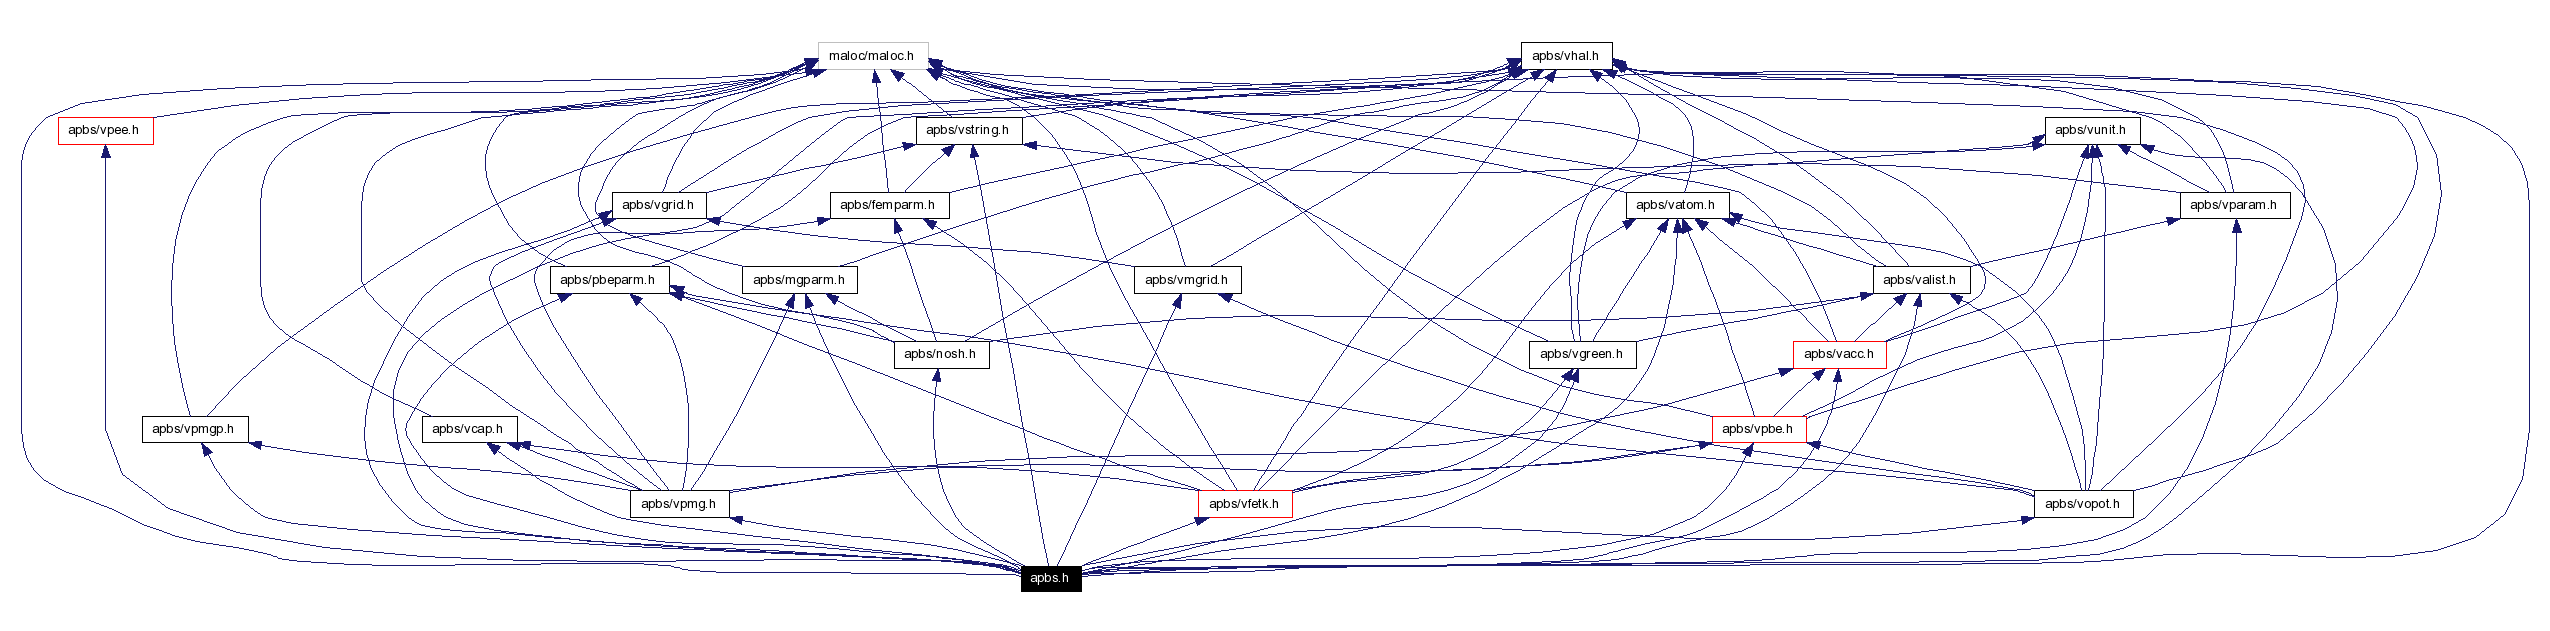 maloc/maloc.h
apbs/vhal.h
apbs/vpee.h
apbs/vstring.h
apbs/vunit.h
apbs/vgrid.h
apbs/femparm.h
apbs/vatom.h
apbs/vparam.h
apbs/pbeparm.h
apbs/mgparm.h
apbs/vmgrid.h
apbs/valist.h
apbs/nosh.h
apbs/vgreen.h
apbs/vacc.h
apbs/vpmgp.h
apbs/vcap.h
apbs/vpbe.h
apbs/vpmg.h
apbs/vfetk.h
apbs/vopot.h
apbs.h